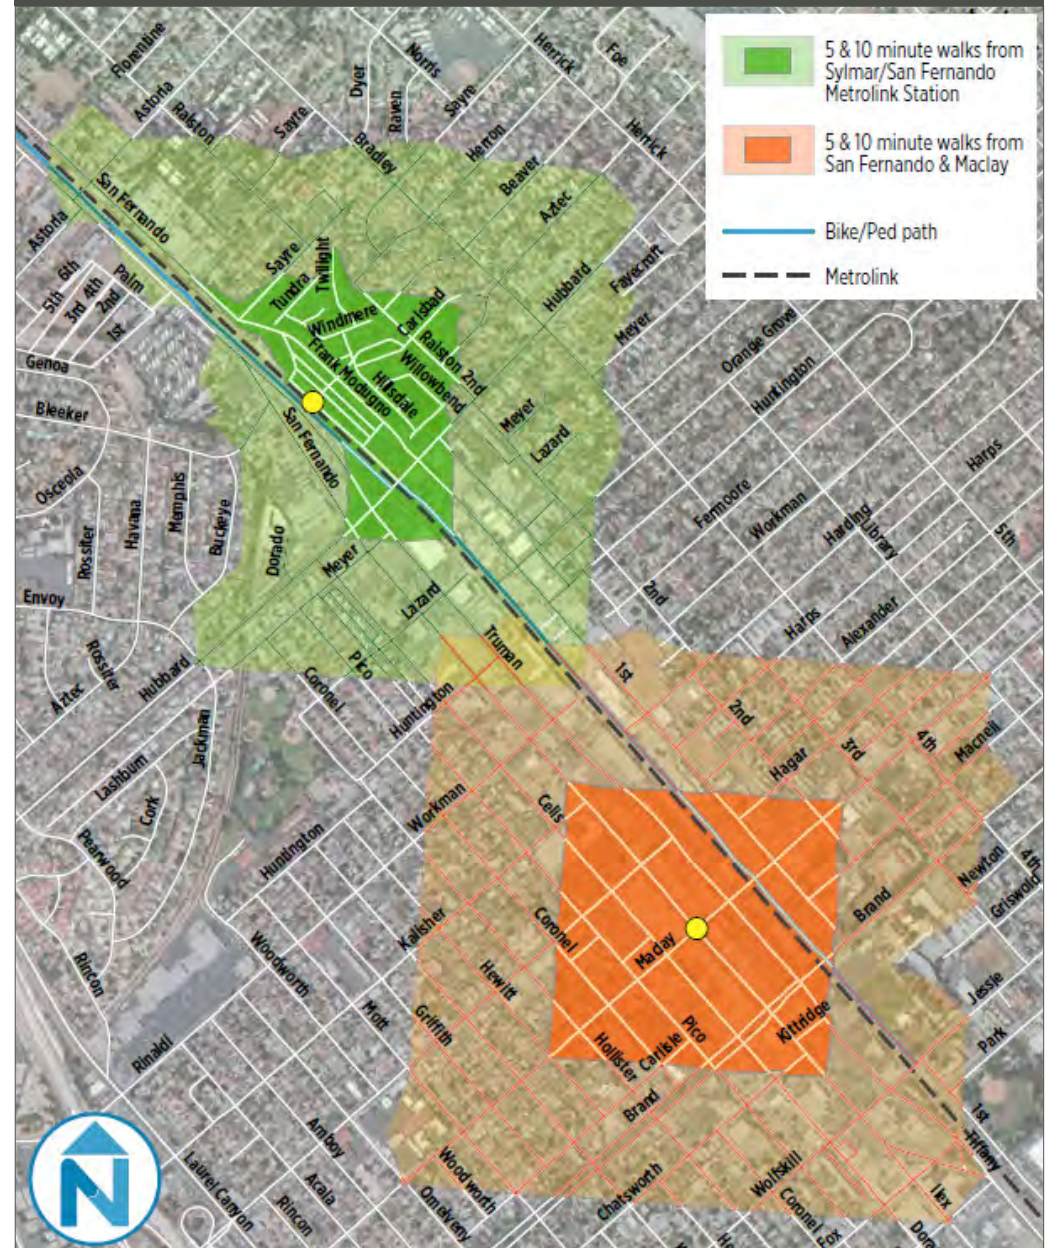 5 & 10 minute walks from
Sylmar/San Fernando
Metrolink Station
5 & 10 minute walks from
San Fernando & Maclay
Bike/Ped path
Metrolink
Florentine
Norris
Herrick
Foe
Dyer
Astoria
Ralston
Sayre
Raven
Sayre
Bradley
Herron
Herrick
Beaver
Aztec
San Fernando
Astoria
6th
5th
4th
3rd
2nd
1st
Palm
Sayre
Tundra
Twilight
Windmere
Carlsbad
Ralston
2nd
Hubbard
Fayecroft
Meyer
Orange Grove
Huntington
Genoa
Bleeker
Frank Modugno
Hillsdale
Willowbend
San Fernando
Meyer
Lazard
Osceola
Rossiter
Havana
Memphis
Buckeye
Dorado
Meyer
Lazard
Fermoore
Workman
Harding
Library
Harps
5th
2nd
Harps
Alexander
Envoy
Rossiter
Aztec
Hubbard
Coronel
Pico
Truman
Huntington
1st
2nd
Hagar
3rd
4th
Macneil
Jackman
Lashburn
Cork
Pearwood
Huntington
Workman
Celis
Kalisher
Coronel
Hewitt
Maclay
Brand
Newton
4th
Griswold
Rincon
Woodworth
Mott
Griffith
Hollister
Carlisle
Pico
Kittridge
Jessie
Park
Rinaldi
Brand
1st
Tiffany
Amboy
Woodworth
Omelveny
Chatsworth
Wolfskill
Coronel
Fox
Ilex
Laurel Canyon
Rincon
Acala
N